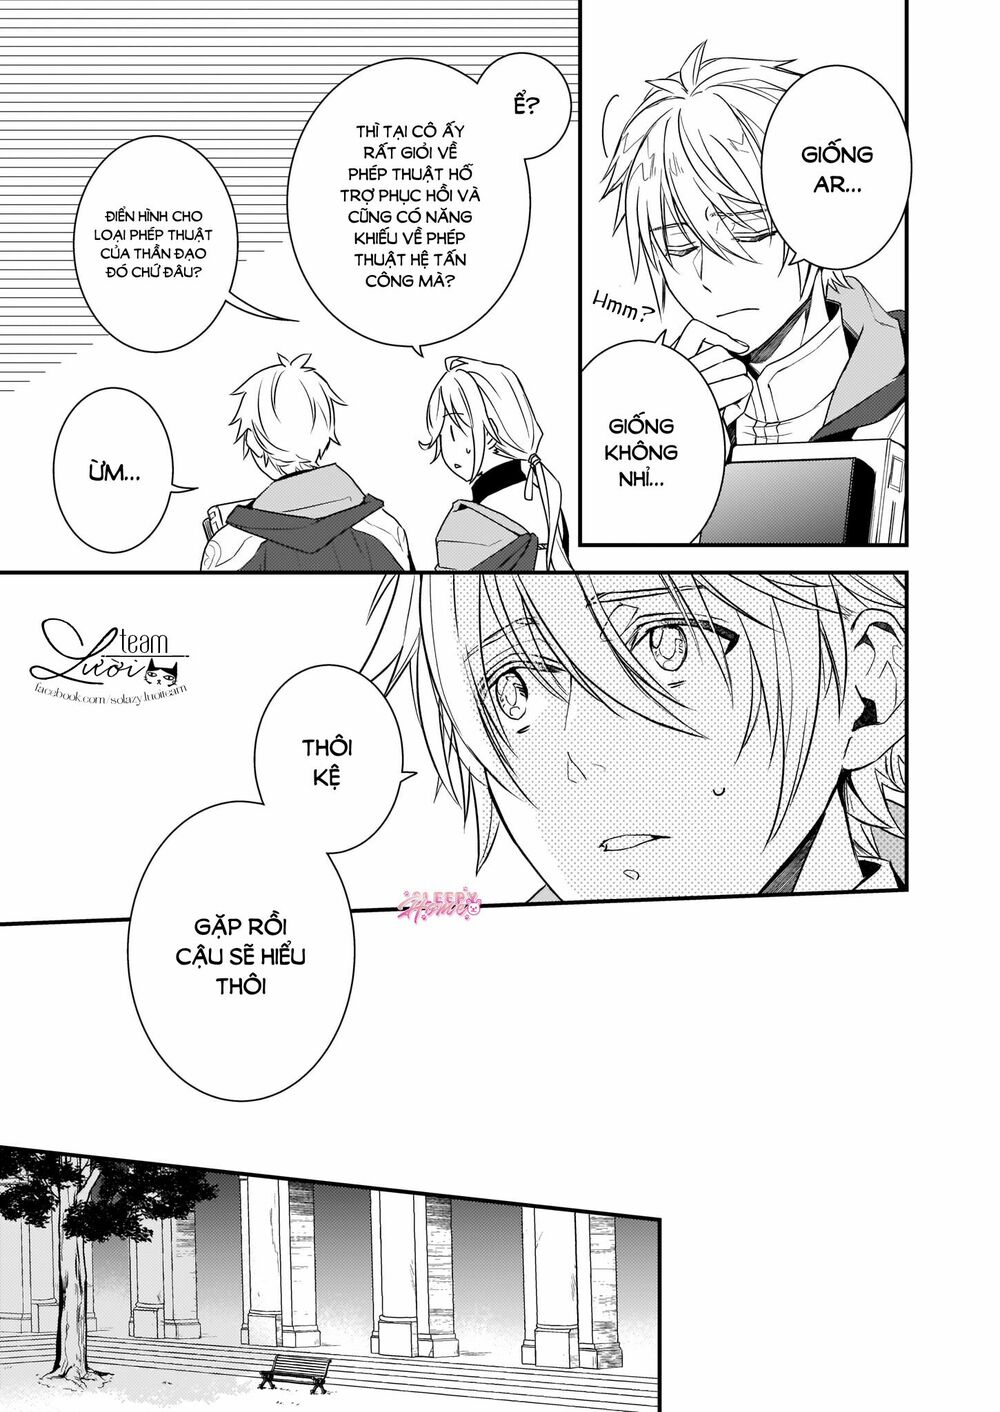 GIỐNG
AR...
Hmm?
GIỐNG
KHÔNG
NHỈ...
Ể?
THÌ TẠI CÔ ẤY
RẤT GIỎI VỀ
PHÉP THUẬT HỖ
TRỢ PHỤC HỒI VÀ
CŨNG CÓ NĂNG
KHIẾU VỀ PHÉP
THUẬT HỆ TẤN
CÔNG MÀ?
ĐIỂN HÌNH CHO
LOẠI PHÉP THUẬT
CỦA THẦN ĐẠO
ĐÓ CHỨ ĐÂU?
ỪM...
team
Lười
facebook.com/solazy.luoiteam
THÔI
KỆ
SLEEPY
Home
GẶP RỒI
CẬU SẼ HIỂU
THÔI